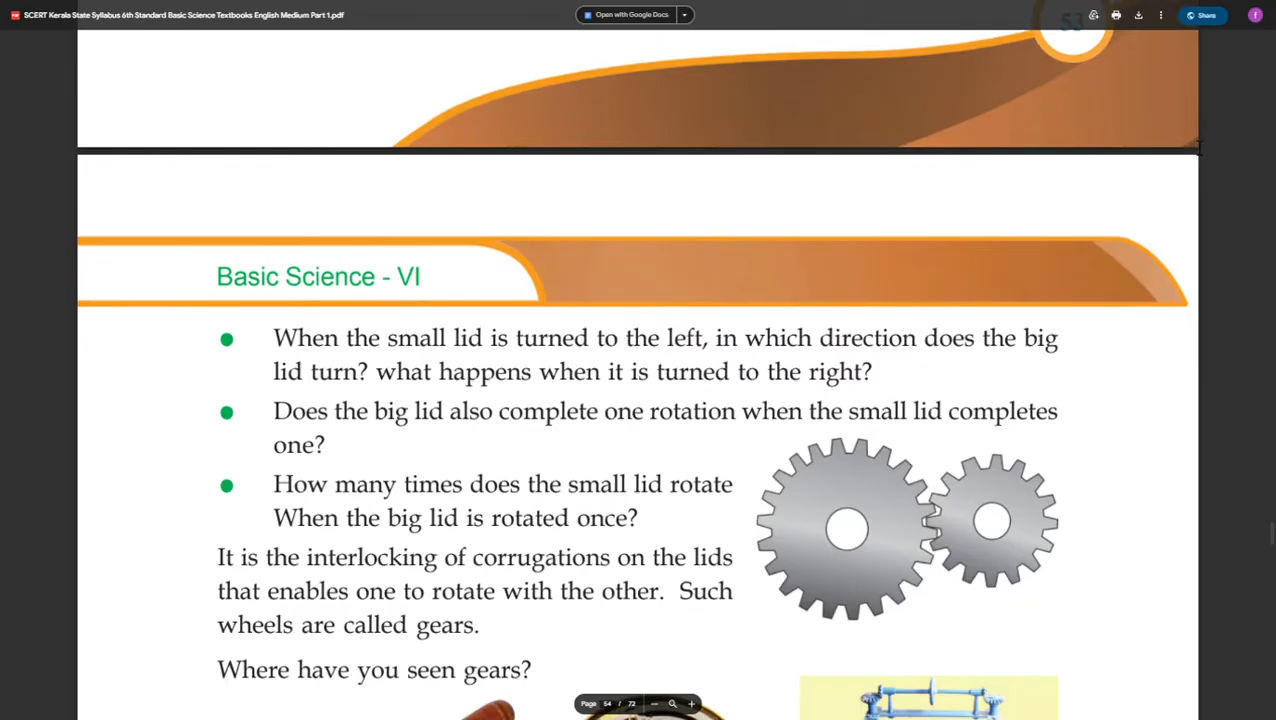 SCERT Kerala State Syllabus 6th Standard Basic Science Textbooks English Medium Part 1.pdf
Open with Google Docs
Share
f
53
Basic Science - VI
When the small lid is turned to the left, in which direction does the big
lid turn? what happens when it is turned to the right?
Does the big lid also complete one rotation when the small lid completes
one?
How many times does the small lid rotate
When the big lid is rotated once?
It is the interlocking of corrugations on the lids
that enables one to rotate with the other. Such
wheels are called gears.
Where have you seen gears?
Page 54 / 72